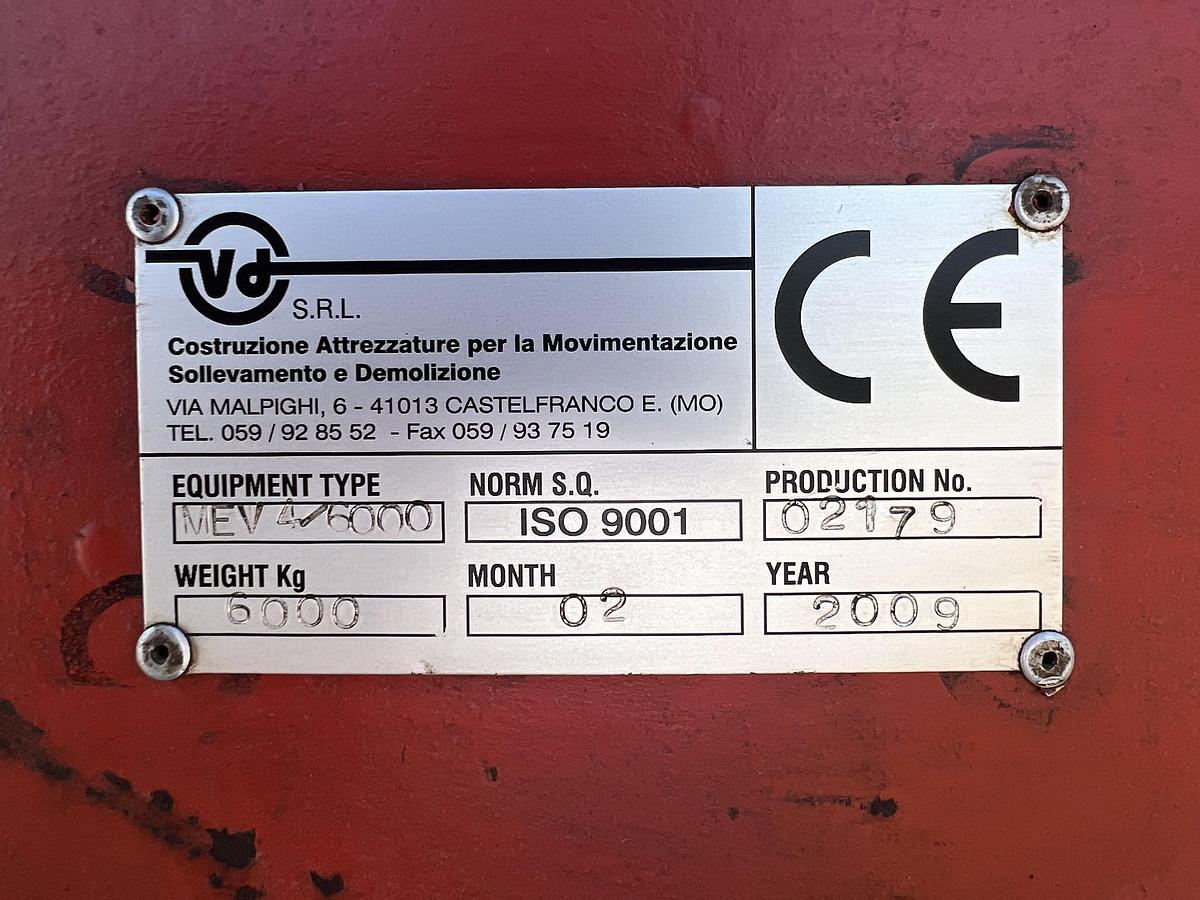 Vd
S.R.L.
Costruzione Attrezzature per la Movimentazione
Sollevamento e Demolizione
VIA MALPIGHI, 6 - 41013 CASTELFRANCO E. (MO)
TEL. 059 / 92 85 52 - Fax 059 / 93 75 19
CE
EQUIPMENT TYPE NORM S.Q. PRODUCTION No.
MEV 4/6000 ISO 9001 02179
WEIGHT Kg MONTH YEAR
6000 02 2009